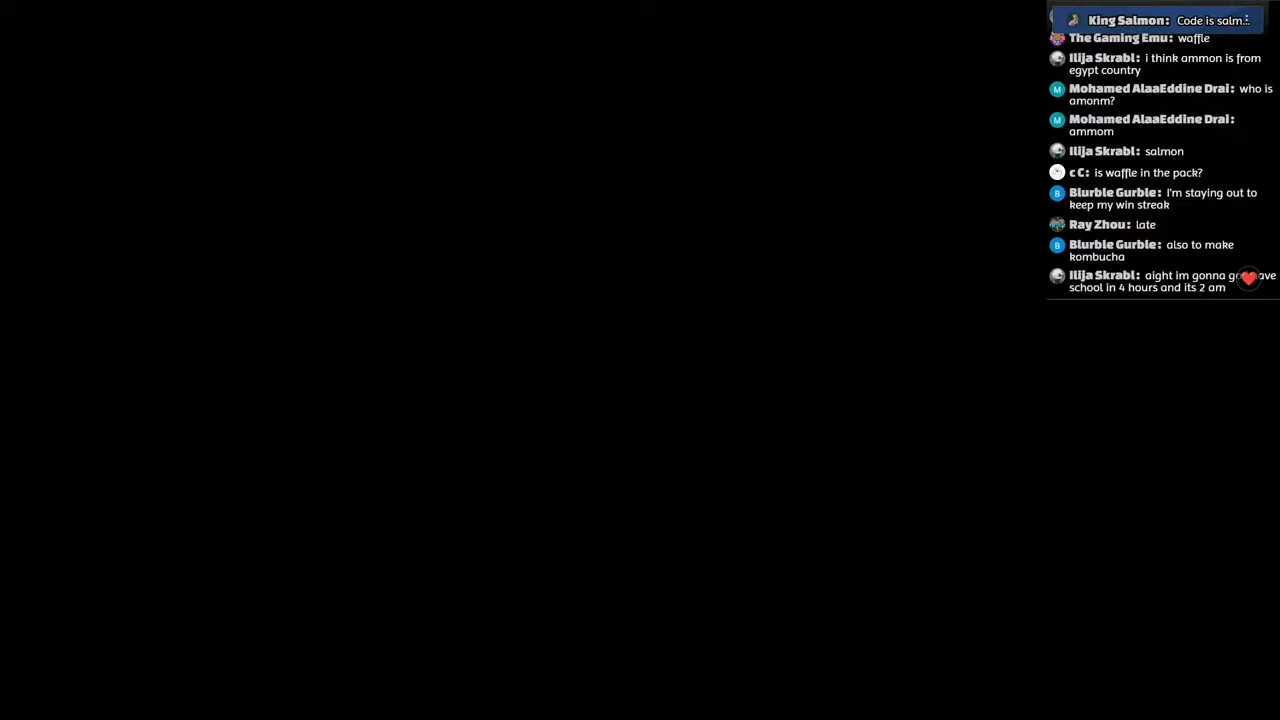 King Salmon: Code is salm...
The Gaming Emu: waffle
Ilija Skrabl: i think ammon is from
egypt country
Mohamed AlaaEddine Drai: who is
amonm?
Mohamed AlaaEddine Drai:
ammom
Ilija Skrabl: salmon
c C: is waffle in the pack?
Blurble Gurble: I'm staying out to
keep my win streak
Ray Zhou: late
Blurble Gurble: also to make
kombucha
Ilija Skrabl: aight im gonna
school in 4 hours and its 2 am